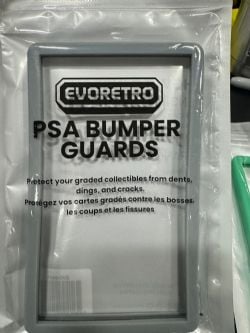 EVORETRO
PSA BUMPER
GUARDS
Protect your graded collectibles from dents,
dings, and cracks.
Protégez vos cartes gradés contre les bosses,
les coups et les fissures